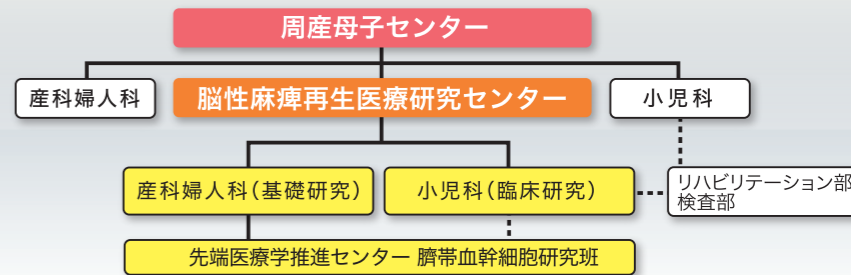 周産母子センター
産科婦人科
脳性麻痺再生医療研究センター
小児科
産科婦人科(基礎研究)
小児科(臨床研究)
リハビリテーション部
検査部
先端医療学推進センター 臍帯血幹細胞研究班